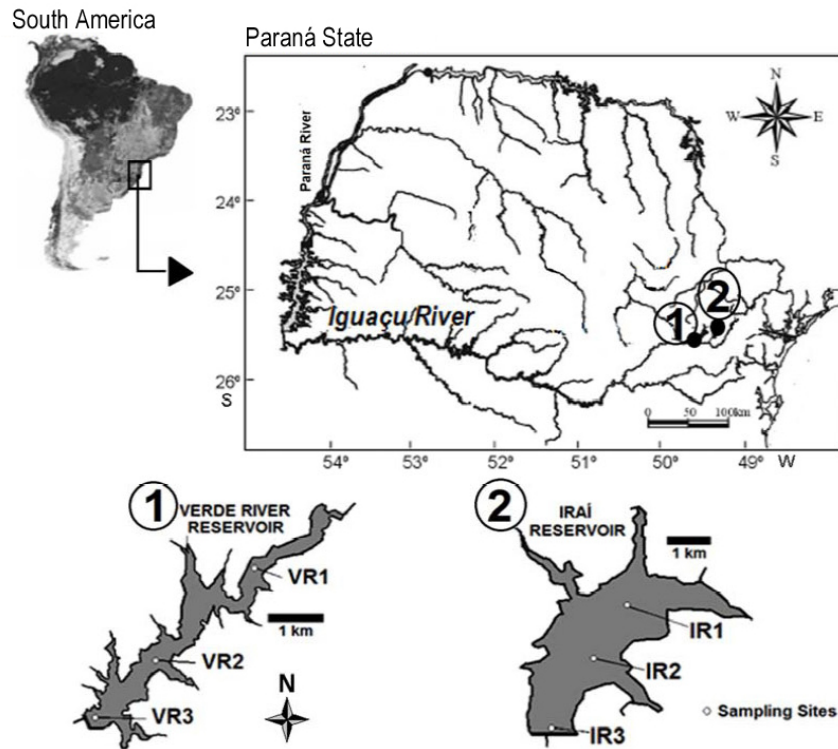 South America
Paraná State
N
W E
S
23º
24º
25º
26º
S
Paraná River
Iguaçu River
1
2
0 50 100km
54º 53º 52º 51º 50º 49º W
1
VERDE RIVER
RESERVOIR
VR1
1 km
VR2
VR3
N
2
IRAÍ
RESERVOIR
1 km
IR1
IR2
IR3
Sampling Sites